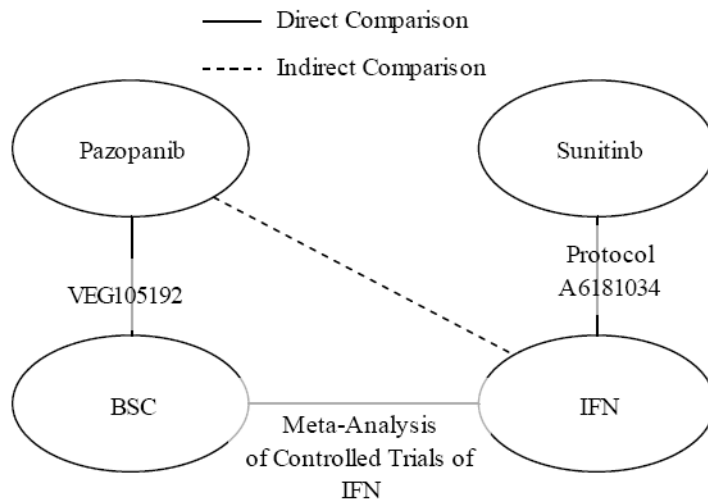 Direct Comparison
Indirect Comparison
Pazopanib
Sunitinb
Protocol
A6181034
VEG105192
BSC
IFN
Meta-Analysis
of Controlled Trials of
IFN